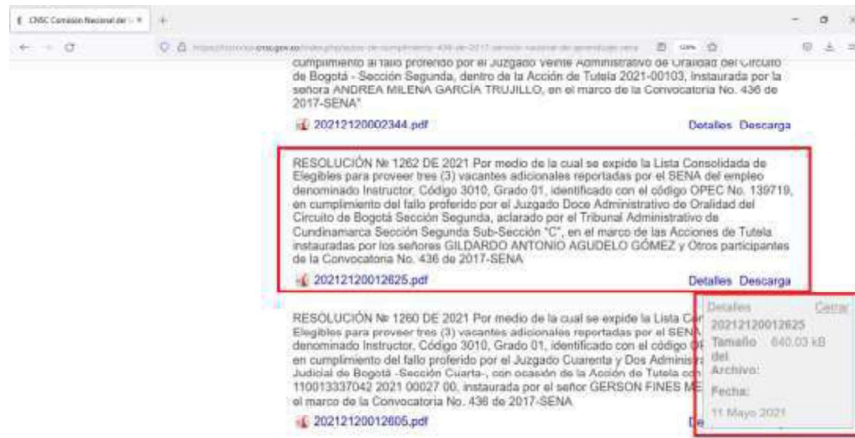 CNSC Comisión Nacional del
cumplimiento al fallo proferido por el Juzgado Veinte Administrativo de Oralidad del Circuito
de Bogotá - Sección Segunda, dentro de la Acción de Tutela 2021-00103, Instaurada por la
señora ANDREA MILENA GARCÍA TRUJILLO, en el marco de la Convocatoria No. 436 de
2017-SENA"
20212120002344.pdf Detalles Descarga
RESOLUCIÓN № 1262 DE 2021 Por medio de la cual se expide la Lista Consolidada de
Elegibles para proveer tres (3) vacantes adicionales reportadas por el SENA del empleo
denominado Instructor, Código 3010, Grado 01, identificado con el código OPEC No. 139719,
en cumplimiento del fallo proferido por el Juzgado Doce Administrativo de Oralidad del
Circuito de Bogotá Sección Segunda, aclarado por el Tribunal Administrativo de
Cundinamarca Sección Segunda Sub-Sección "C", en el marco de las Acciones de Tutela
instauradas por los señores GILDARDO ANTONIO AGUDELO GÓMEZ y Otros participantes
de la Convocatoria No. 436 de 2017-SENA
20212120012625.pdf Detalles Descarga
RESOLUCIÓN № 1260 DE 2021 Por medio de la cual se expide la Lista Con
Elegibles para proveer tres (3) vacantes adicionales reportadas por el SENA
denominado Instructor, Código 3010, Grado 01, identificado con el código
en cumplimiento del fallo proferido por el Juzgado Cuarenta y Dos Administra
Judicial de Bogotá -Sección Cuarta-, con ocasión de la Acción de Tutela con
110013337042 2021 00027 00, instaurada por el señor GERSON FINES ME
el marco de la Convocatoria No. 436 de 2017-SENA
20212120012605.pdf De
Detalles Cerrar
20212120012625
Tamaño 640.03 kB
del
Archivo:
Fecha:
11 Mayo 2021